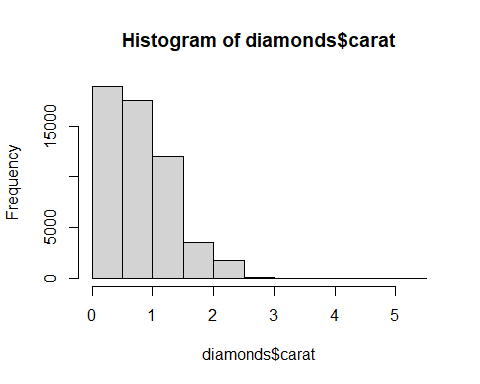 Histogram of diamonds$carat
Frequency
15000
5000
0
0 1 2 3 4 5
diamonds$carat